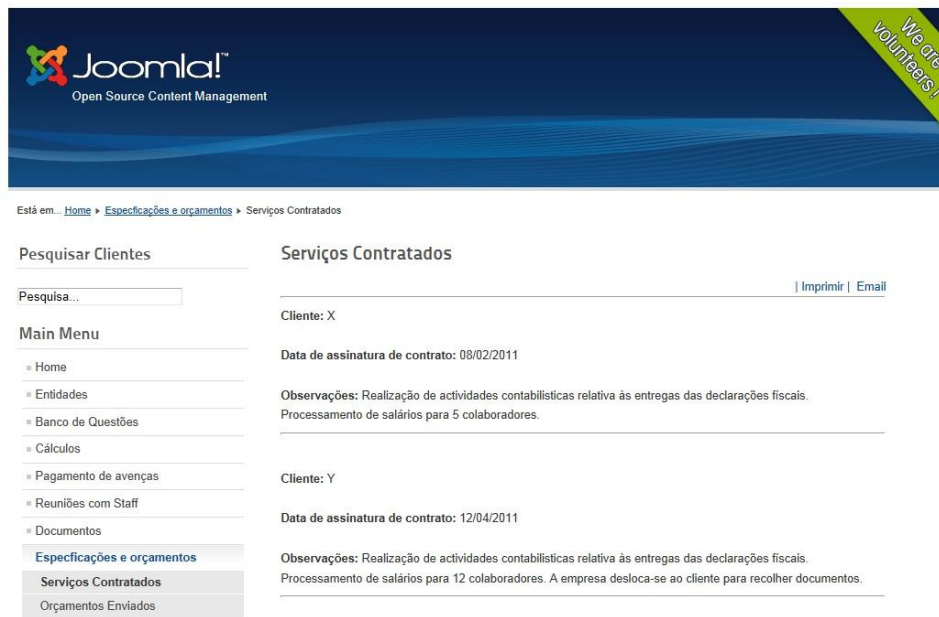 Joomla!™
Open Source Content Management
We are
volunteers !
Está em... Home Especficações e orçamentos Serviços Contratados
Pesquisar Clientes
Pesquisa...
Main Menu
Home
Entidades
Banco de Questões
Cálculos
Pagamento de avenças
Reuniões com Staff
Documentos
Especficações e orçamentos
Serviços Contratados
Orçamentos Enviados
Serviços Contratados
| Imprimir | Email
Cliente: X
Data de assinatura de contrato: 08/02/2011
Observações: Realização de actividades contabilisticas relativa às entregas das declarações fiscais.
Processamento de salários para 5 colaboradores.
Cliente: Y
Data de assinatura de contrato: 12/04/2011
Observações: Realização de actividades contabilisticas relativa às entregas das declarações fiscais.
Processamento de salários para 12 colaboradores. A empresa desloca-se ao cliente para recolher documentos.